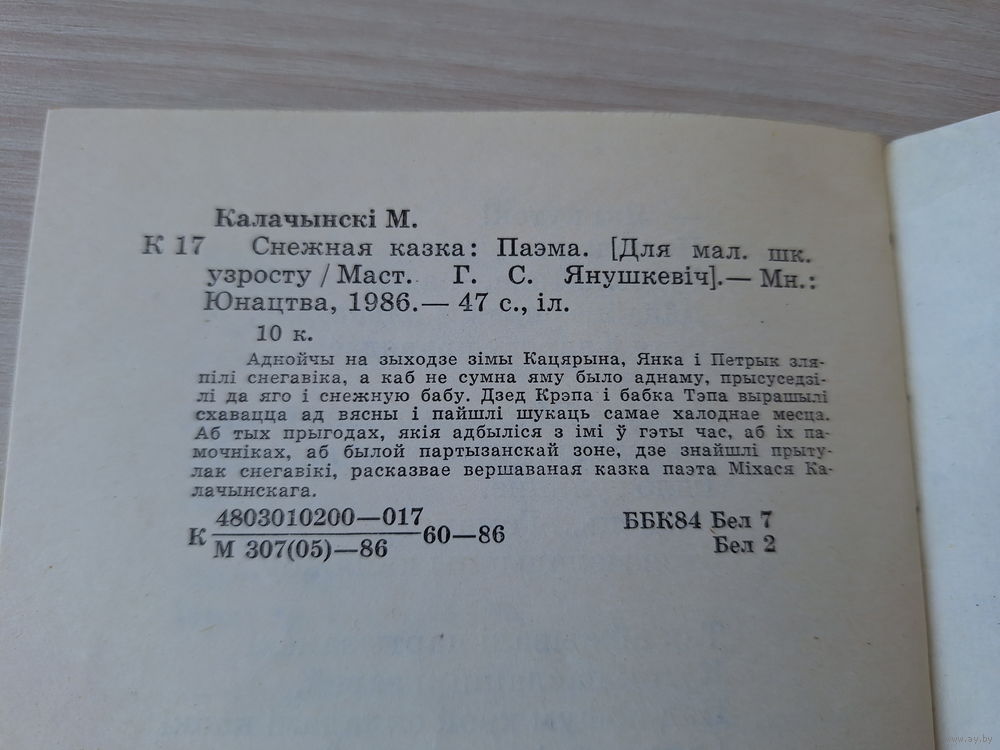 Калачынскі М.
К 17 Снежная казка: Паэма. [Для мал. шк.
узросту / Маст. Г. С. Янушкевіч].— Мн.:
Юнацтва, 1986.— 47 с., іл.
10 к.
Аднойчы на зыходзе зімы Кацярына, Янка і Петрык зля-
пілі снегавіка, а каб не сумна яму было аднаму, прысуседзі-
лі да яго і снежную бабу. Дзед Крэпа і бабка Тэпа вырашылі
схавацца ад вясны і пайшлі шукаць самае халоднае месца.
Аб тых прыгодах, якія адбыліся з імі ў гэты час, аб іх па-
мочніках, аб былой партызанскай зоне, дзе знайшлі прыту-
лак снегавікі, расказвае вершаваная казка паэта Міхася Ка-
лачынскага.
4803010200—017
К 60—86
М 307(05)—86
ББК84 Бел 7
Бел 2
www.ay.by